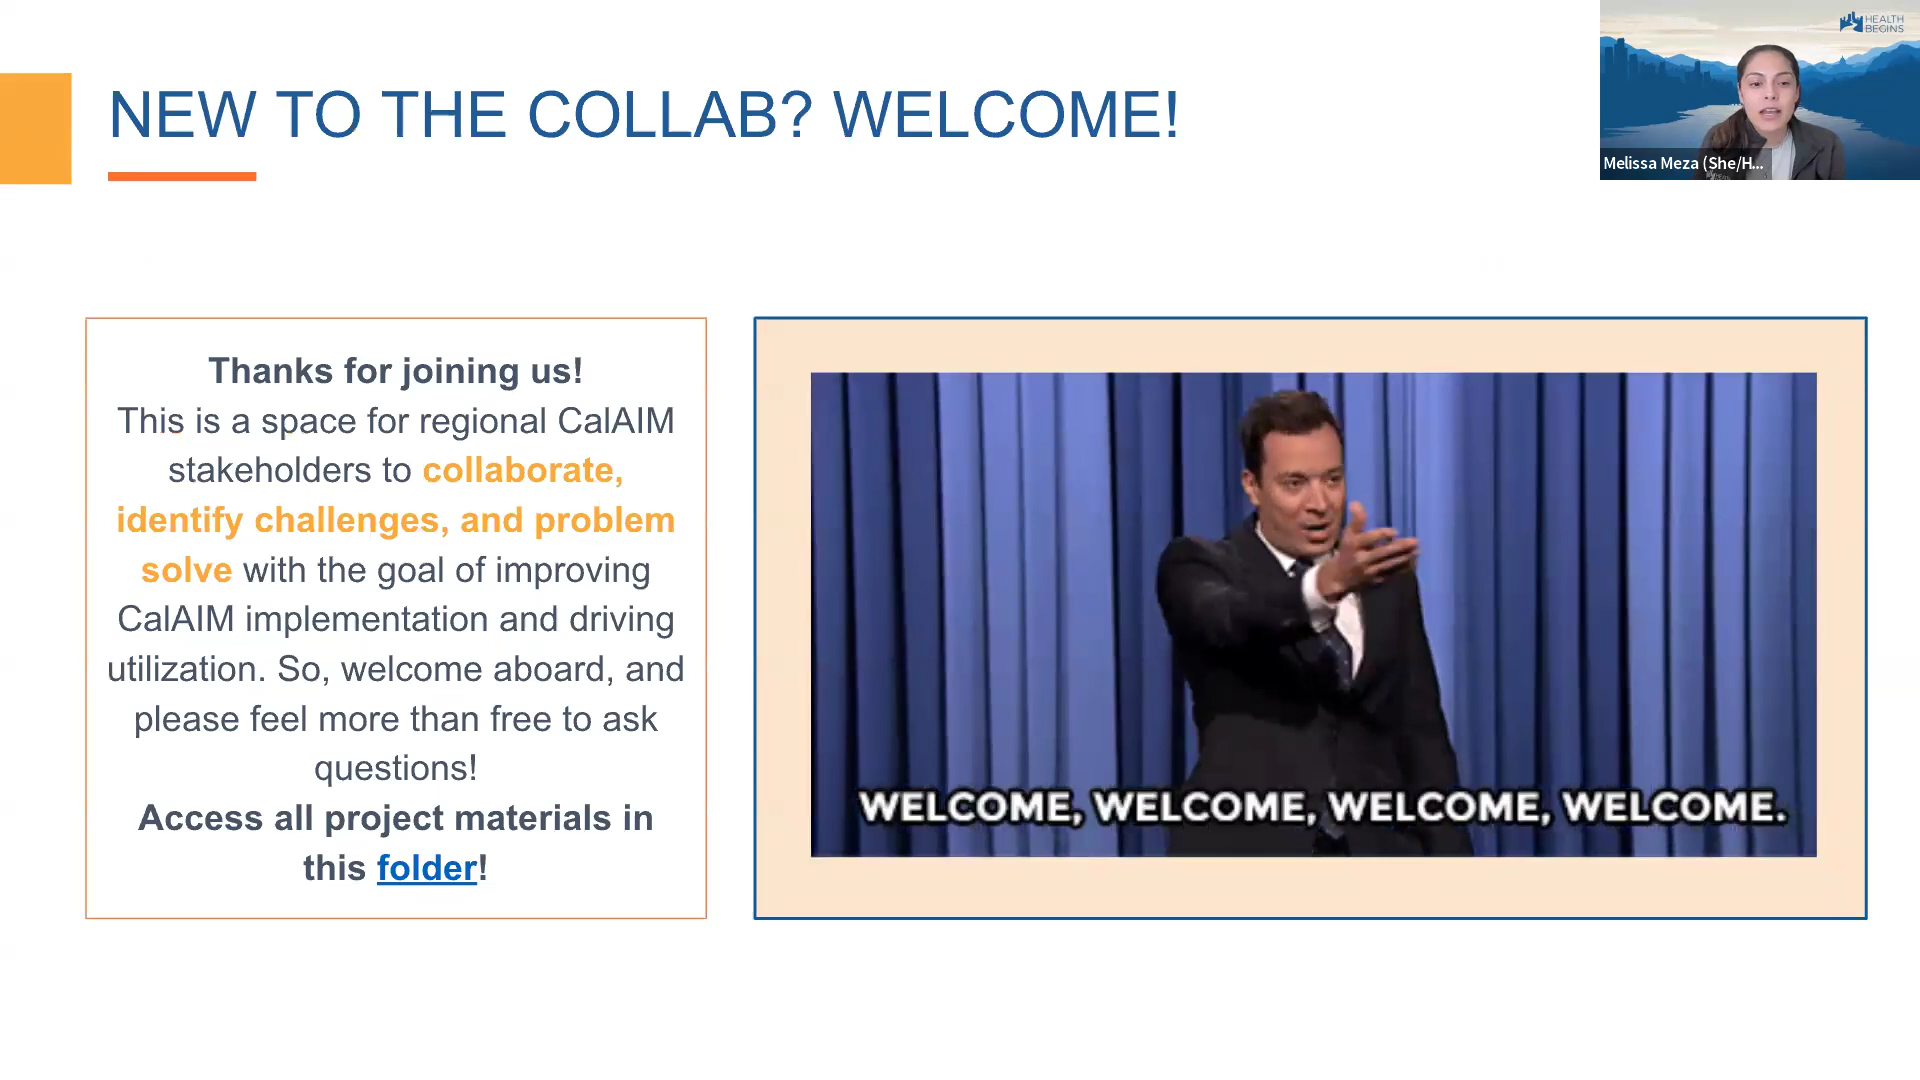 NEW TO THE COLLAB? WELCOME!
HEALTH
BEGINS
Melissa Meza (She/H...
Thanks for joining us!
This is a space for regional CalAIM
stakeholders to collaborate,
identify challenges, and problem
solve with the goal of improving
CalAIM implementation and driving
utilization. So, welcome aboard, and
please feel more than free to ask
questions!
Access all project materials in
this folder!
WELCOME, WELCOME, WELCOME, WELCOME.